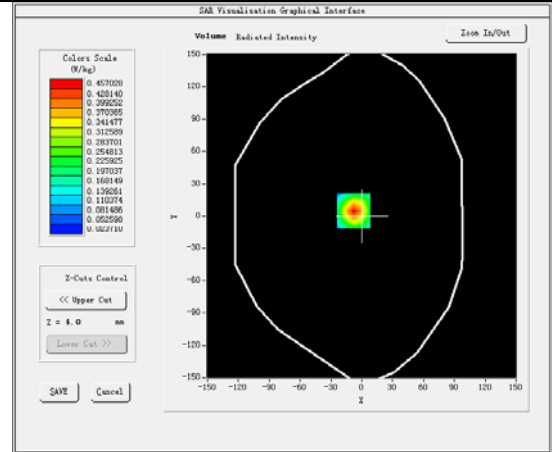 SAR Visualisation Graphical Interface
Volume Radiated Intensity
Zoom In/Out
Colors Scale
(W/kg)
0.457028
0.428140
0.399252
0.370365
0.341477
0.312589
0.283701
0.254813
0.225925
0.197037
0.168149
0.139261
0.110374
0.081486
0.052598
0.023710
150
120
90
60
30
0
-30
-60
-90
-120
-150
Y
-150 -120 -90 -60 -30 0 30 60 90 120 150
X
Z-Cuts Control
<< Upper Cut
Z = 4.0 mm
Lower Cut >>
SAVE Cancel